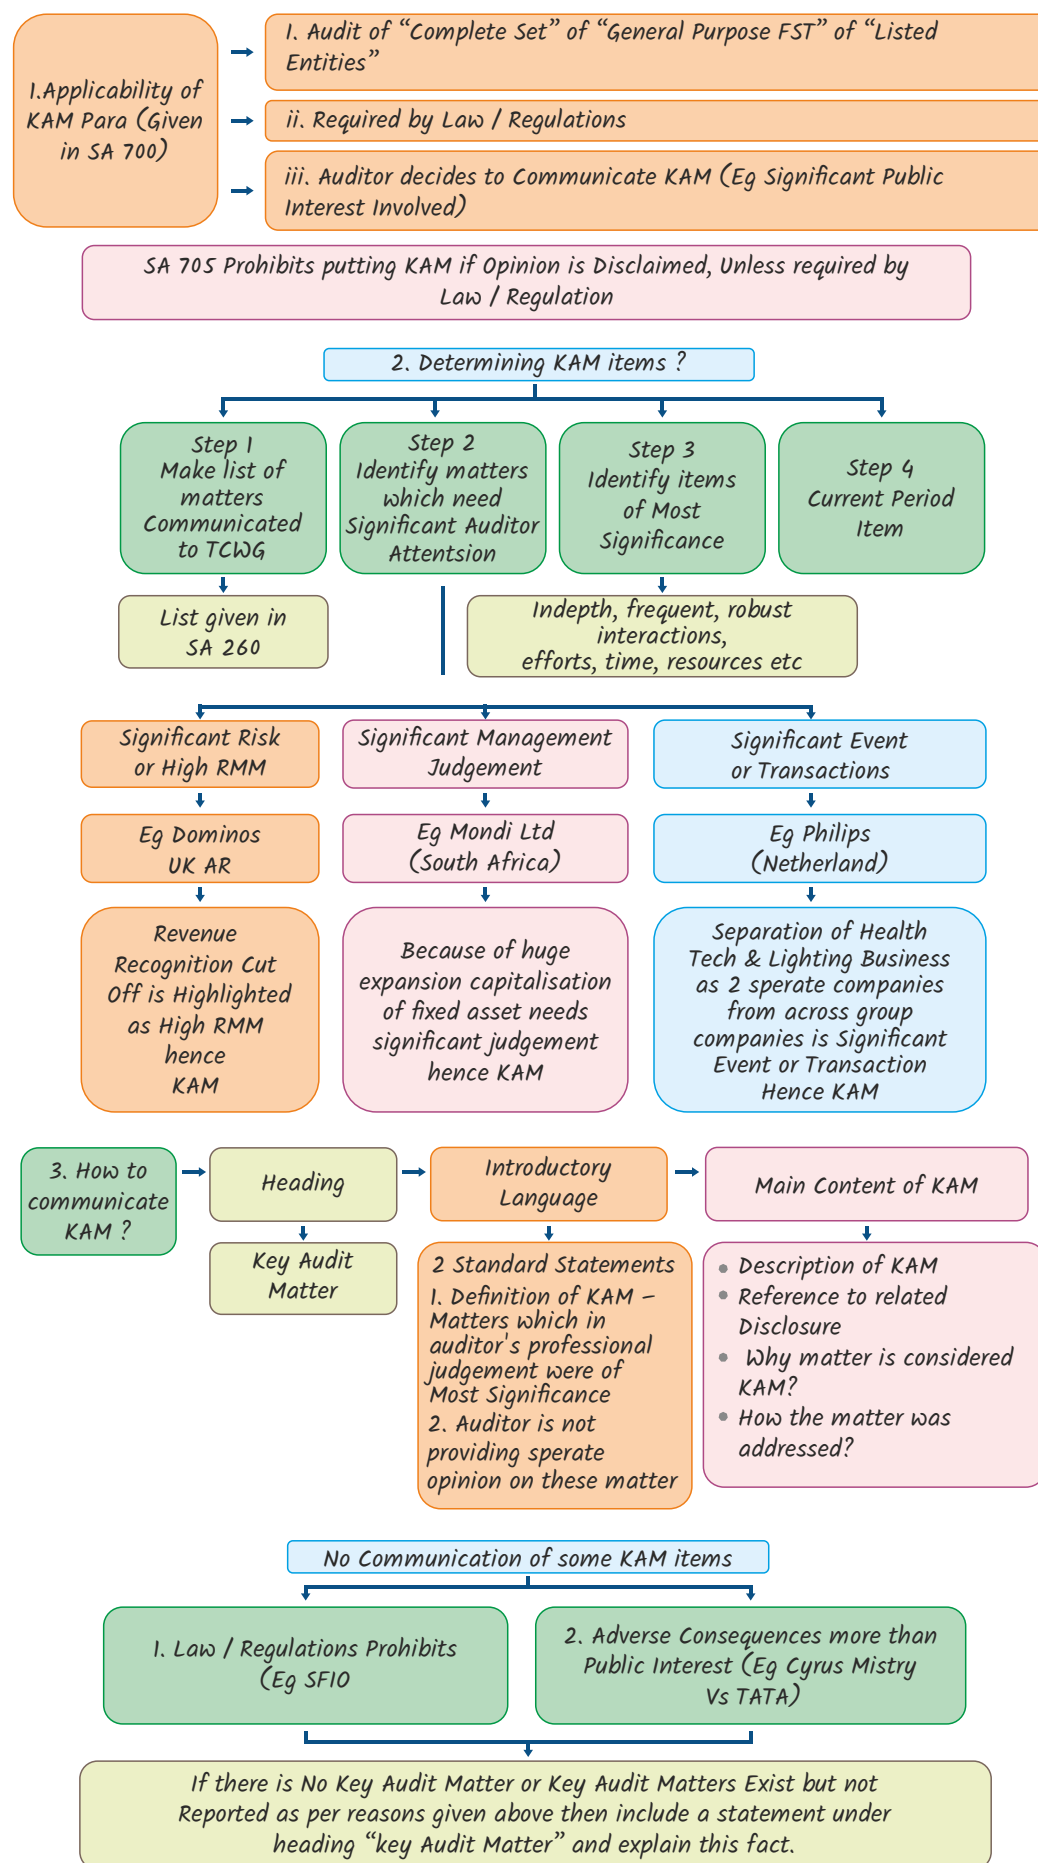 1.Applicability of
KAM Para (Given
in SA 700)
I. Audit of “Complete Set” of “General Purpose FST” of “Listed
Entities”
ii. Required by Law / Regulations
iii. Auditor decides to Communicate KAM (Eg Significant Public
Interest Involved)
SA 705 Prohibits putting KAM if Opinion is Disclaimed, Unless required by
Law / Regulation
2. Determining KAM items ?
Step 1
Make list of
matters
Communicated
to TCWG
Step 2
Identify matters
which need
Significant Auditor
Attentsion
Step 3
Identify items
of Most
Significance
Step 4
Current Period
Item
List given in
SA 260
Indepth, frequent, robust
interactions,
efforts, time, resources etc
Significant Risk
or High RMM
Significant Management
Judgement
Significant Event
or Transactions
Eg Dominos
UK AR
Eg Mondi Ltd
(South Africa)
Eg Philips
(Netherland)
Revenue
Recognition Cut
Off is Highlighted
as High RMM
hence
KAM
Because of huge
expansion capitalisation
of fixed asset needs
significant judgement
hence KAM
Separation of Health
Tech & Lighting Business
as 2 sperate companies
from across group
companies is Significant
Event or Transaction
Hence KAM
3. How to
communicate
KAM ?
Heading
Introductory
Language
Main Content of KAM
Key Audit
Matter
2 Standard Statements
1. Definition of KAM –
Matters which in
auditor's professional
judgement were of
Most Significance
2. Auditor is not
providing sperate
opinion on these matter
• Description of KAM
• Reference to related
Disclosure
• Why matter is considered
KAM?
• How the matter was
addressed?
No Communication of some KAM items
1. Law / Regulations Prohibits
(Eg SFIO
2. Adverse Consequences more than
Public Interest (Eg Cyrus Mistry
Vs TATA)
If there is No Key Audit Matter or Key Audit Matters Exist but not
Reported as per reasons given above then include a statement under
heading “key Audit Matter” and explain this fact.